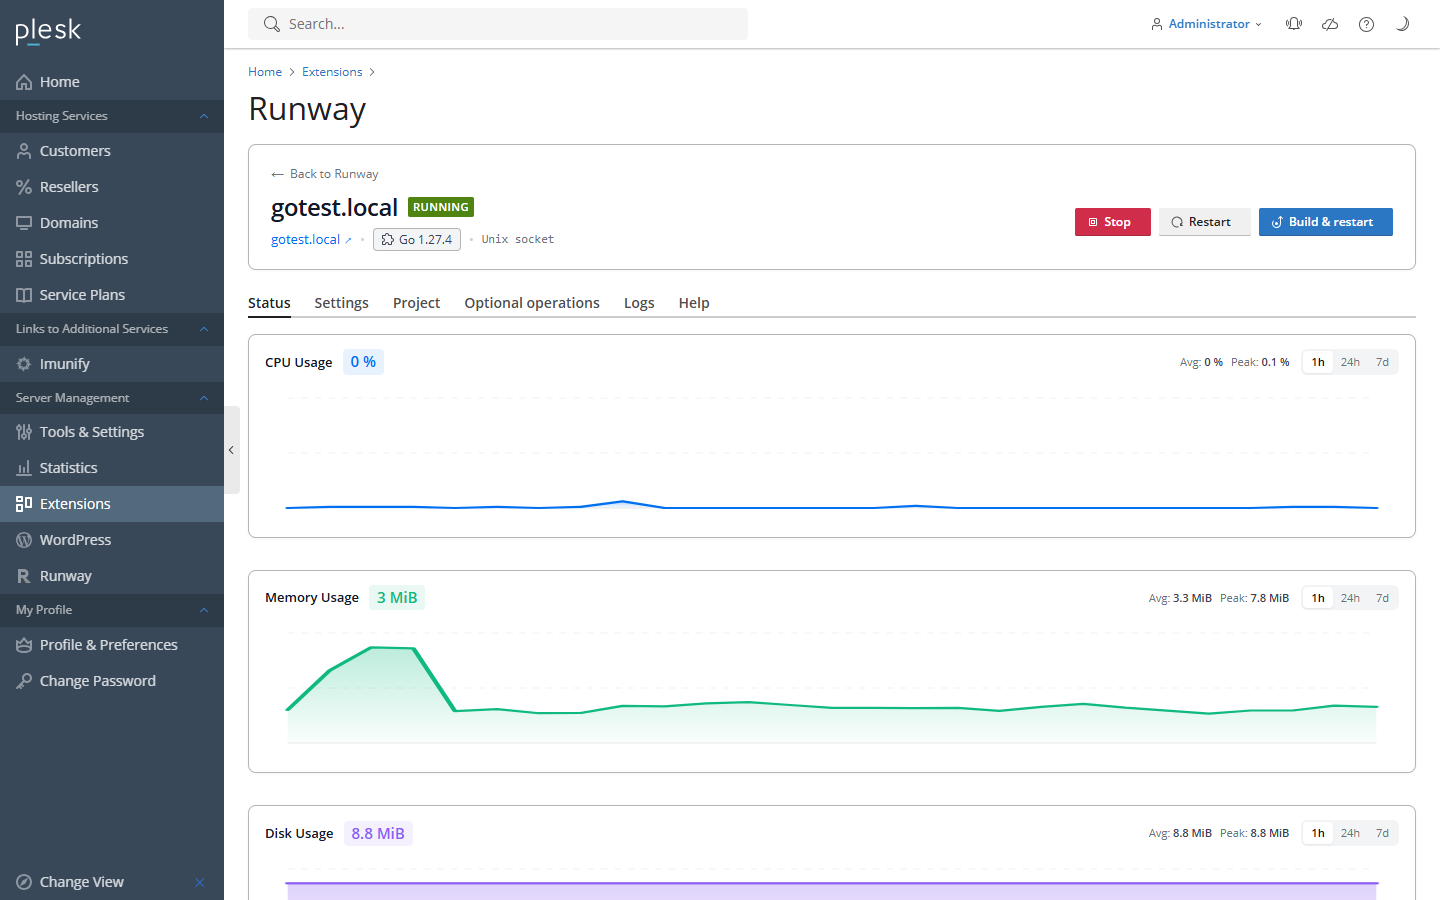 plesk
Search...
Administrator
Home
Hosting Services
Customers
Resellers
Domains
Subscriptions
Service Plans
Links to Additional Services
Imunify
Server Management
Tools & Settings
Statistics
Extensions
WordPress
Runway
My Profile
Profile & Preferences
Change Password
Change View
Home > Extensions >
Runway
← Back to Runway
gotest.local RUNNING
gotest.local ↗ • Go 1.27.4 • Unix socket
Stop Restart Build & restart
Status Settings Project Optional operations Logs Help
CPU Usage 0 % Avg: 0 % Peak: 0.1 % 1h 24h 7d
Memory Usage 3 MiB Avg: 3.3 MiB Peak: 7.8 MiB 1h 24h 7d
Disk Usage 8.8 MiB Avg: 8.8 MiB Peak: 8.8 MiB 1h 24h 7d